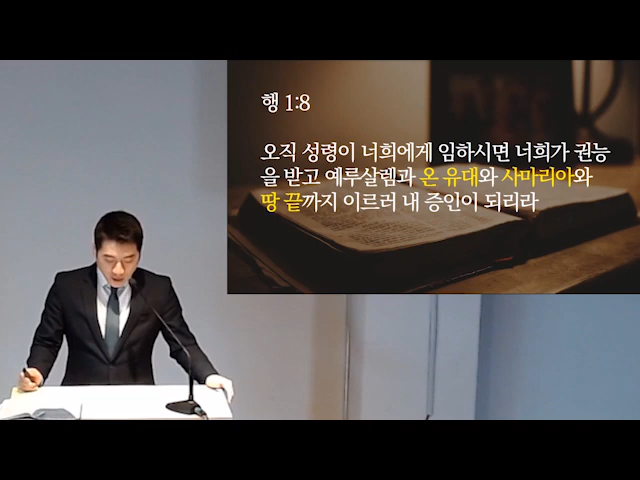 행 1:8
오직 성령이 너희에게 임하시면 너희가 권능
을 받고 예루살렘과 온 유대와 사마리아와
땅 끝까지 이르러 내 증인이 되리라